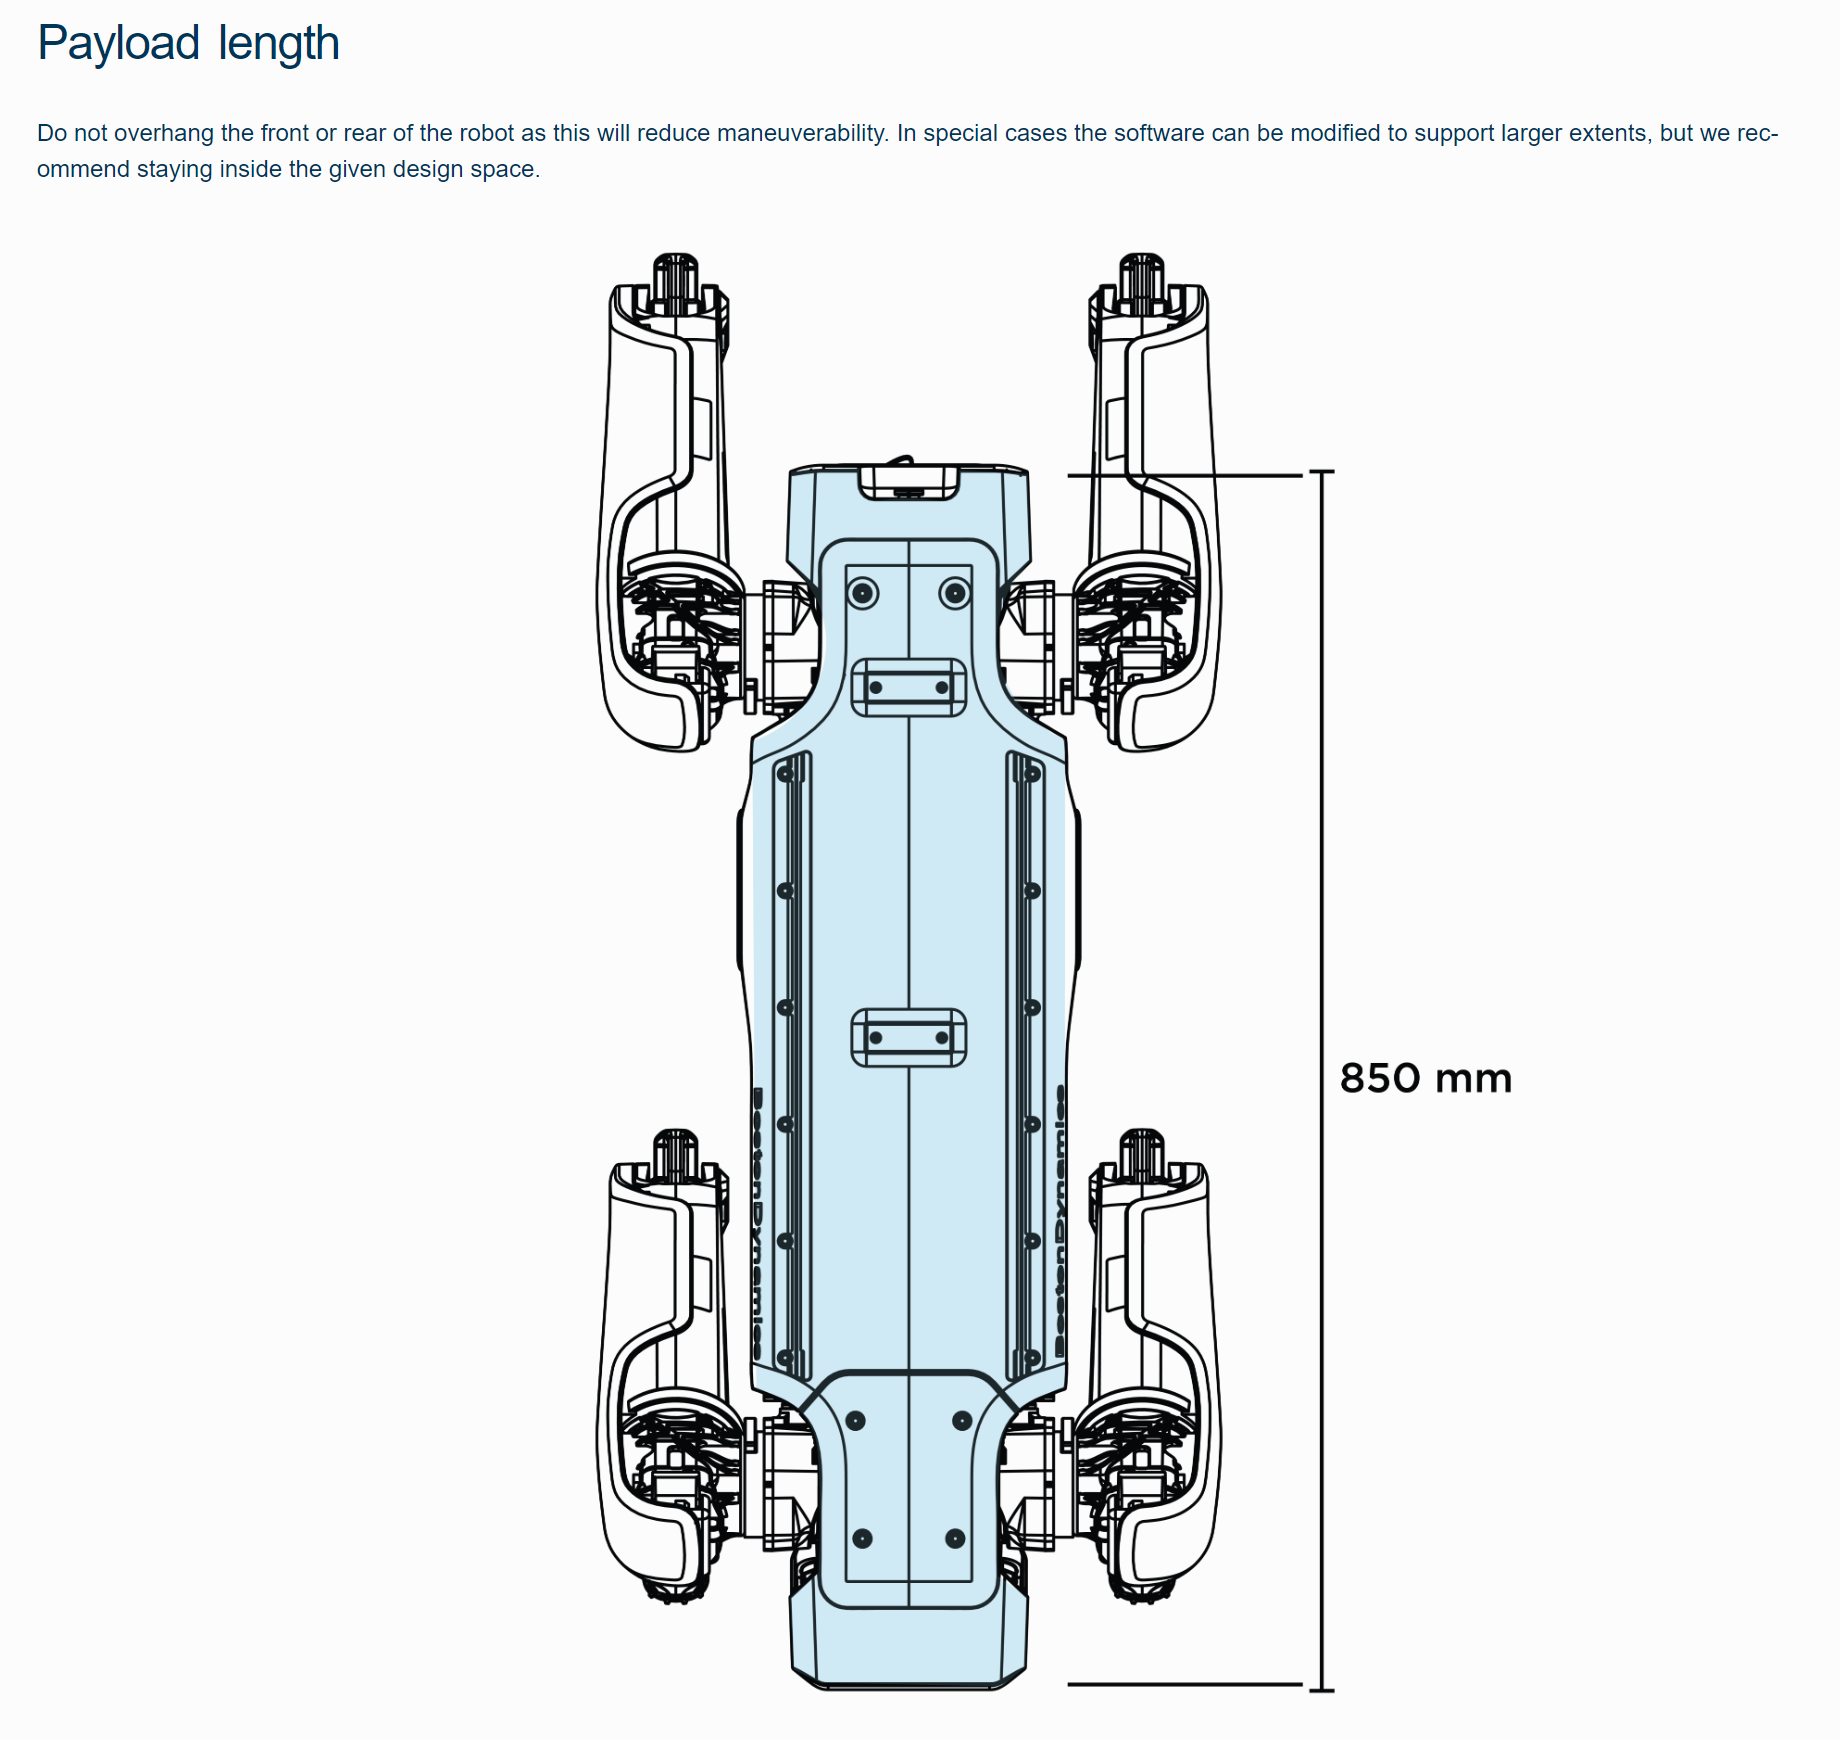 Payload length
Do not overhang the front or rear of the robot as this will reduce maneuverability. In special cases the software can be modified to support larger extents, but we rec-
ommend staying inside the given design space.
BostonDynamics
BostonDynamics
850 mm